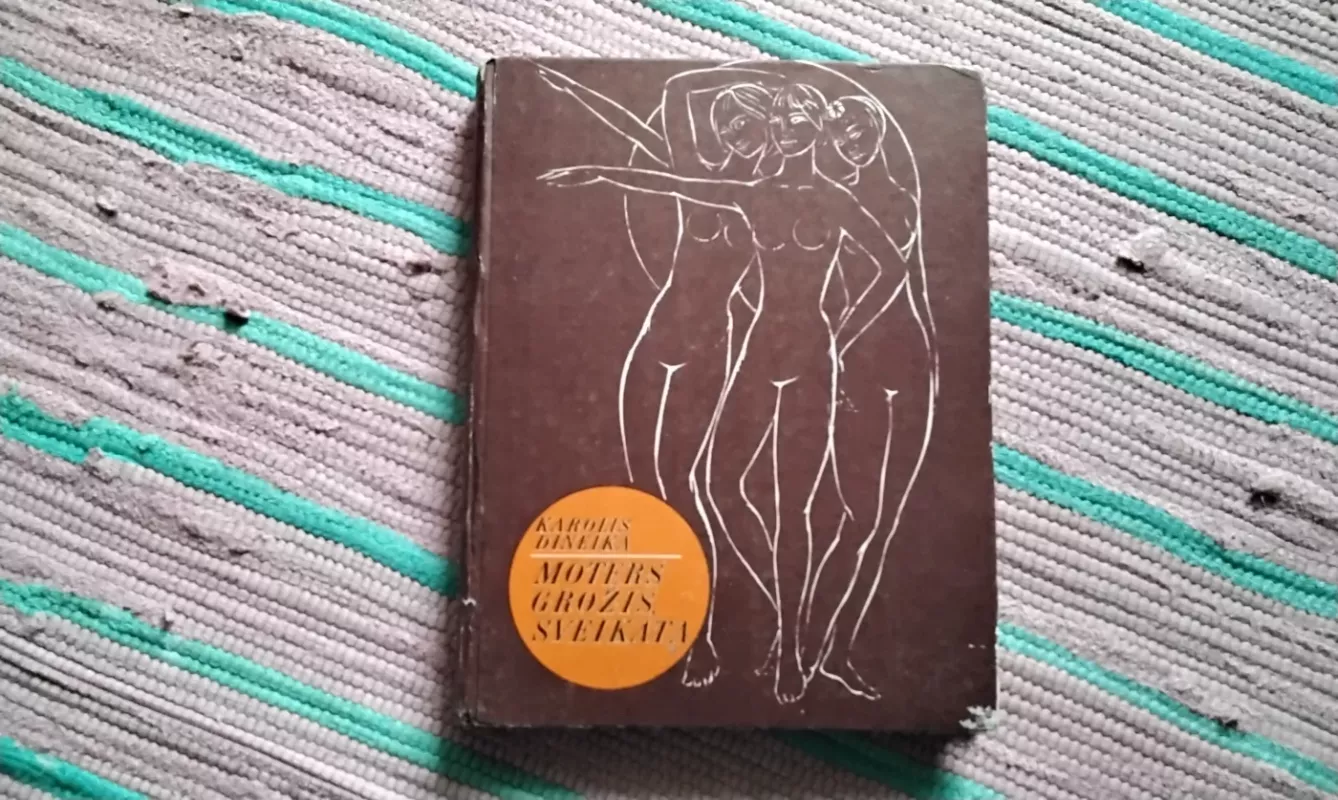 KAROLIS
DINEIKA
MOTERS
GROŽIS,
SVEIKATA